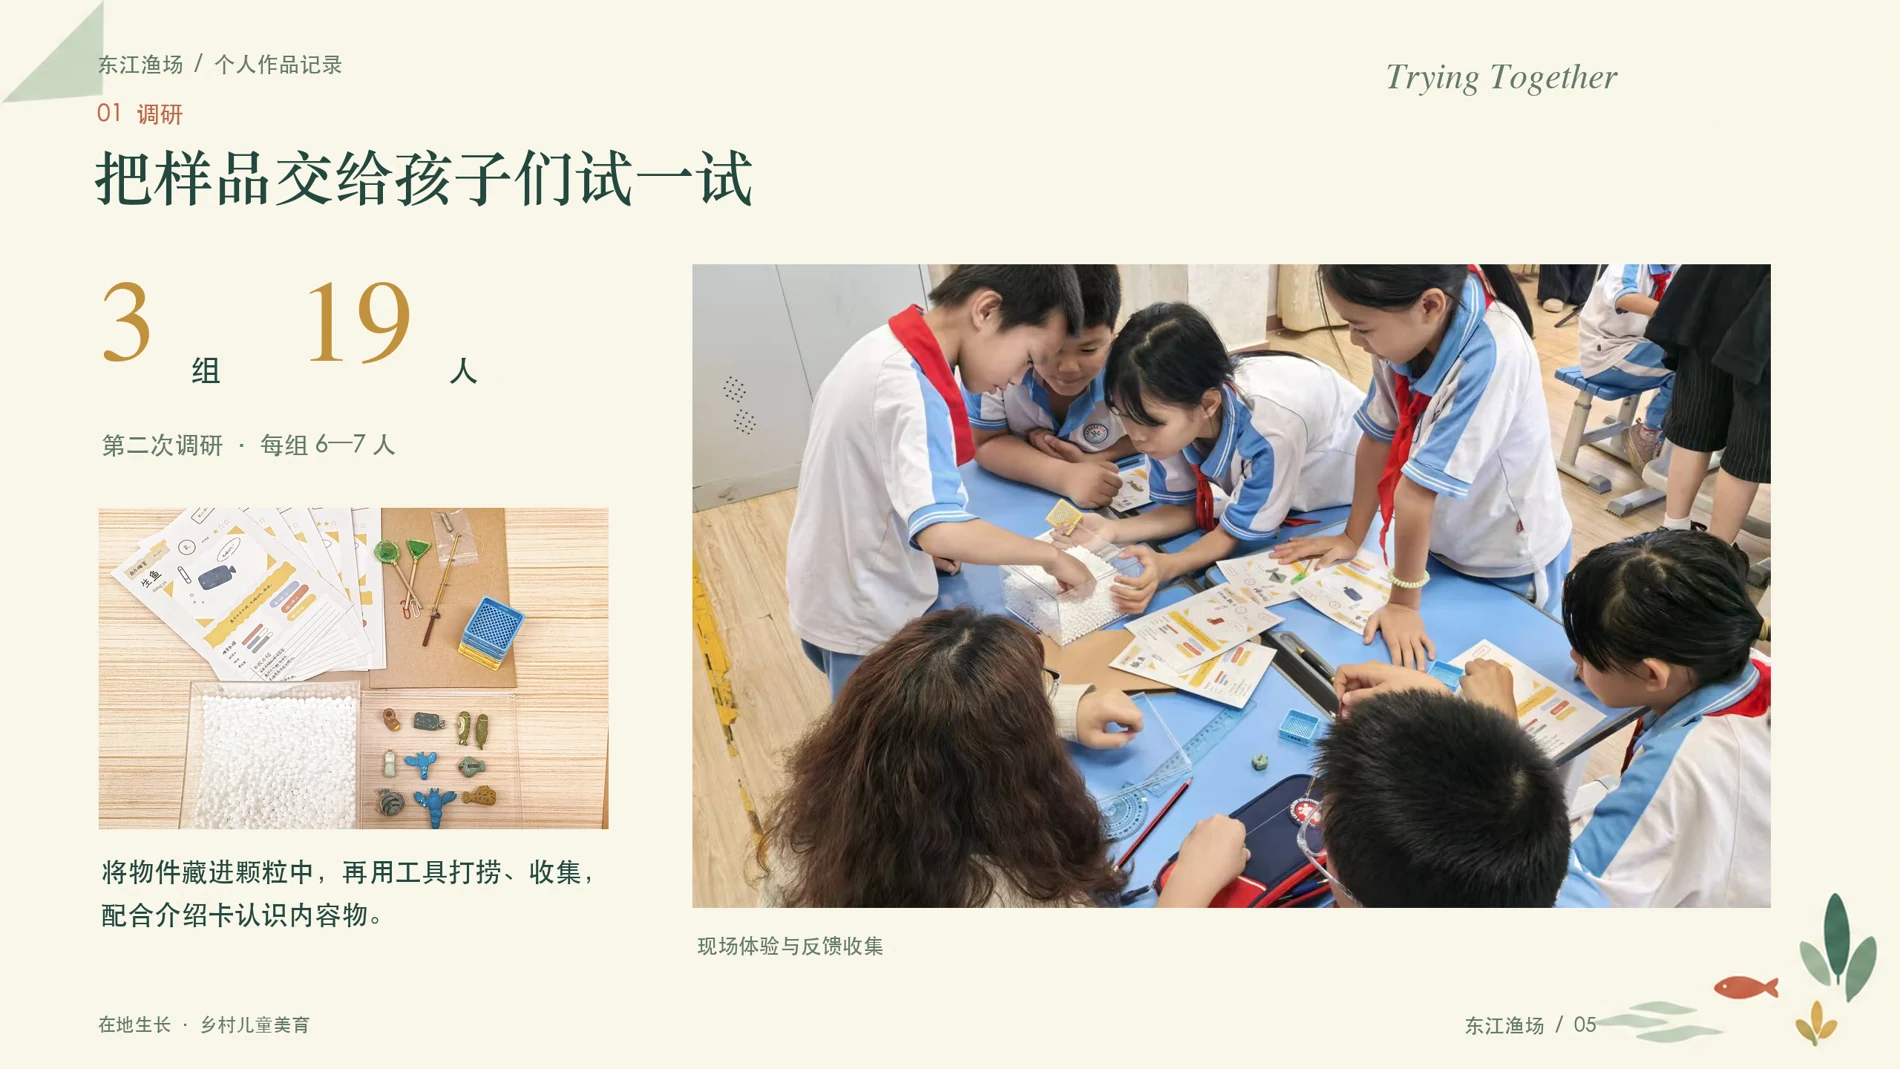 东江渔场 / 个人作品记录
Trying Together
01 调研
把样品交给孩子们试一试
3 组 19 人
第二次调研 · 每组 6—7 人
生鱼
将物件藏进颗粒中，再用工具打捞、收集，
配合介绍卡认识内容物。
现场体验与反馈收集
在地生长 · 乡村儿童美育
东江渔场 / 05